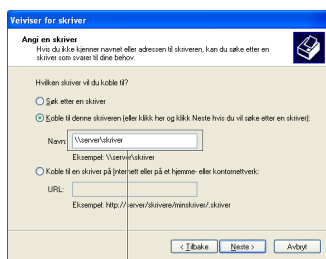 Veiviser for skriver
Angi en skriver
Hvis du ikke kjenner navnet eller adressen til skriveren, kan du søke etter en
skriver som svarer til dine behov.
Hvilken skriver vil du koble til?
Søk etter en skriver
Koble til denne skriveren (eller klikk her og klikk Neste hvis du vil søke etter en skriver):
Navn: \\server\skriver
Eksempel: \\server\skriver
Koble til en skriver på Internett eller på et hjemme- eller kontornettverk:
URL:
Eksempel: http://server/skrivere/minskriver/.skriver
< Tilbake Neste > Avbryt